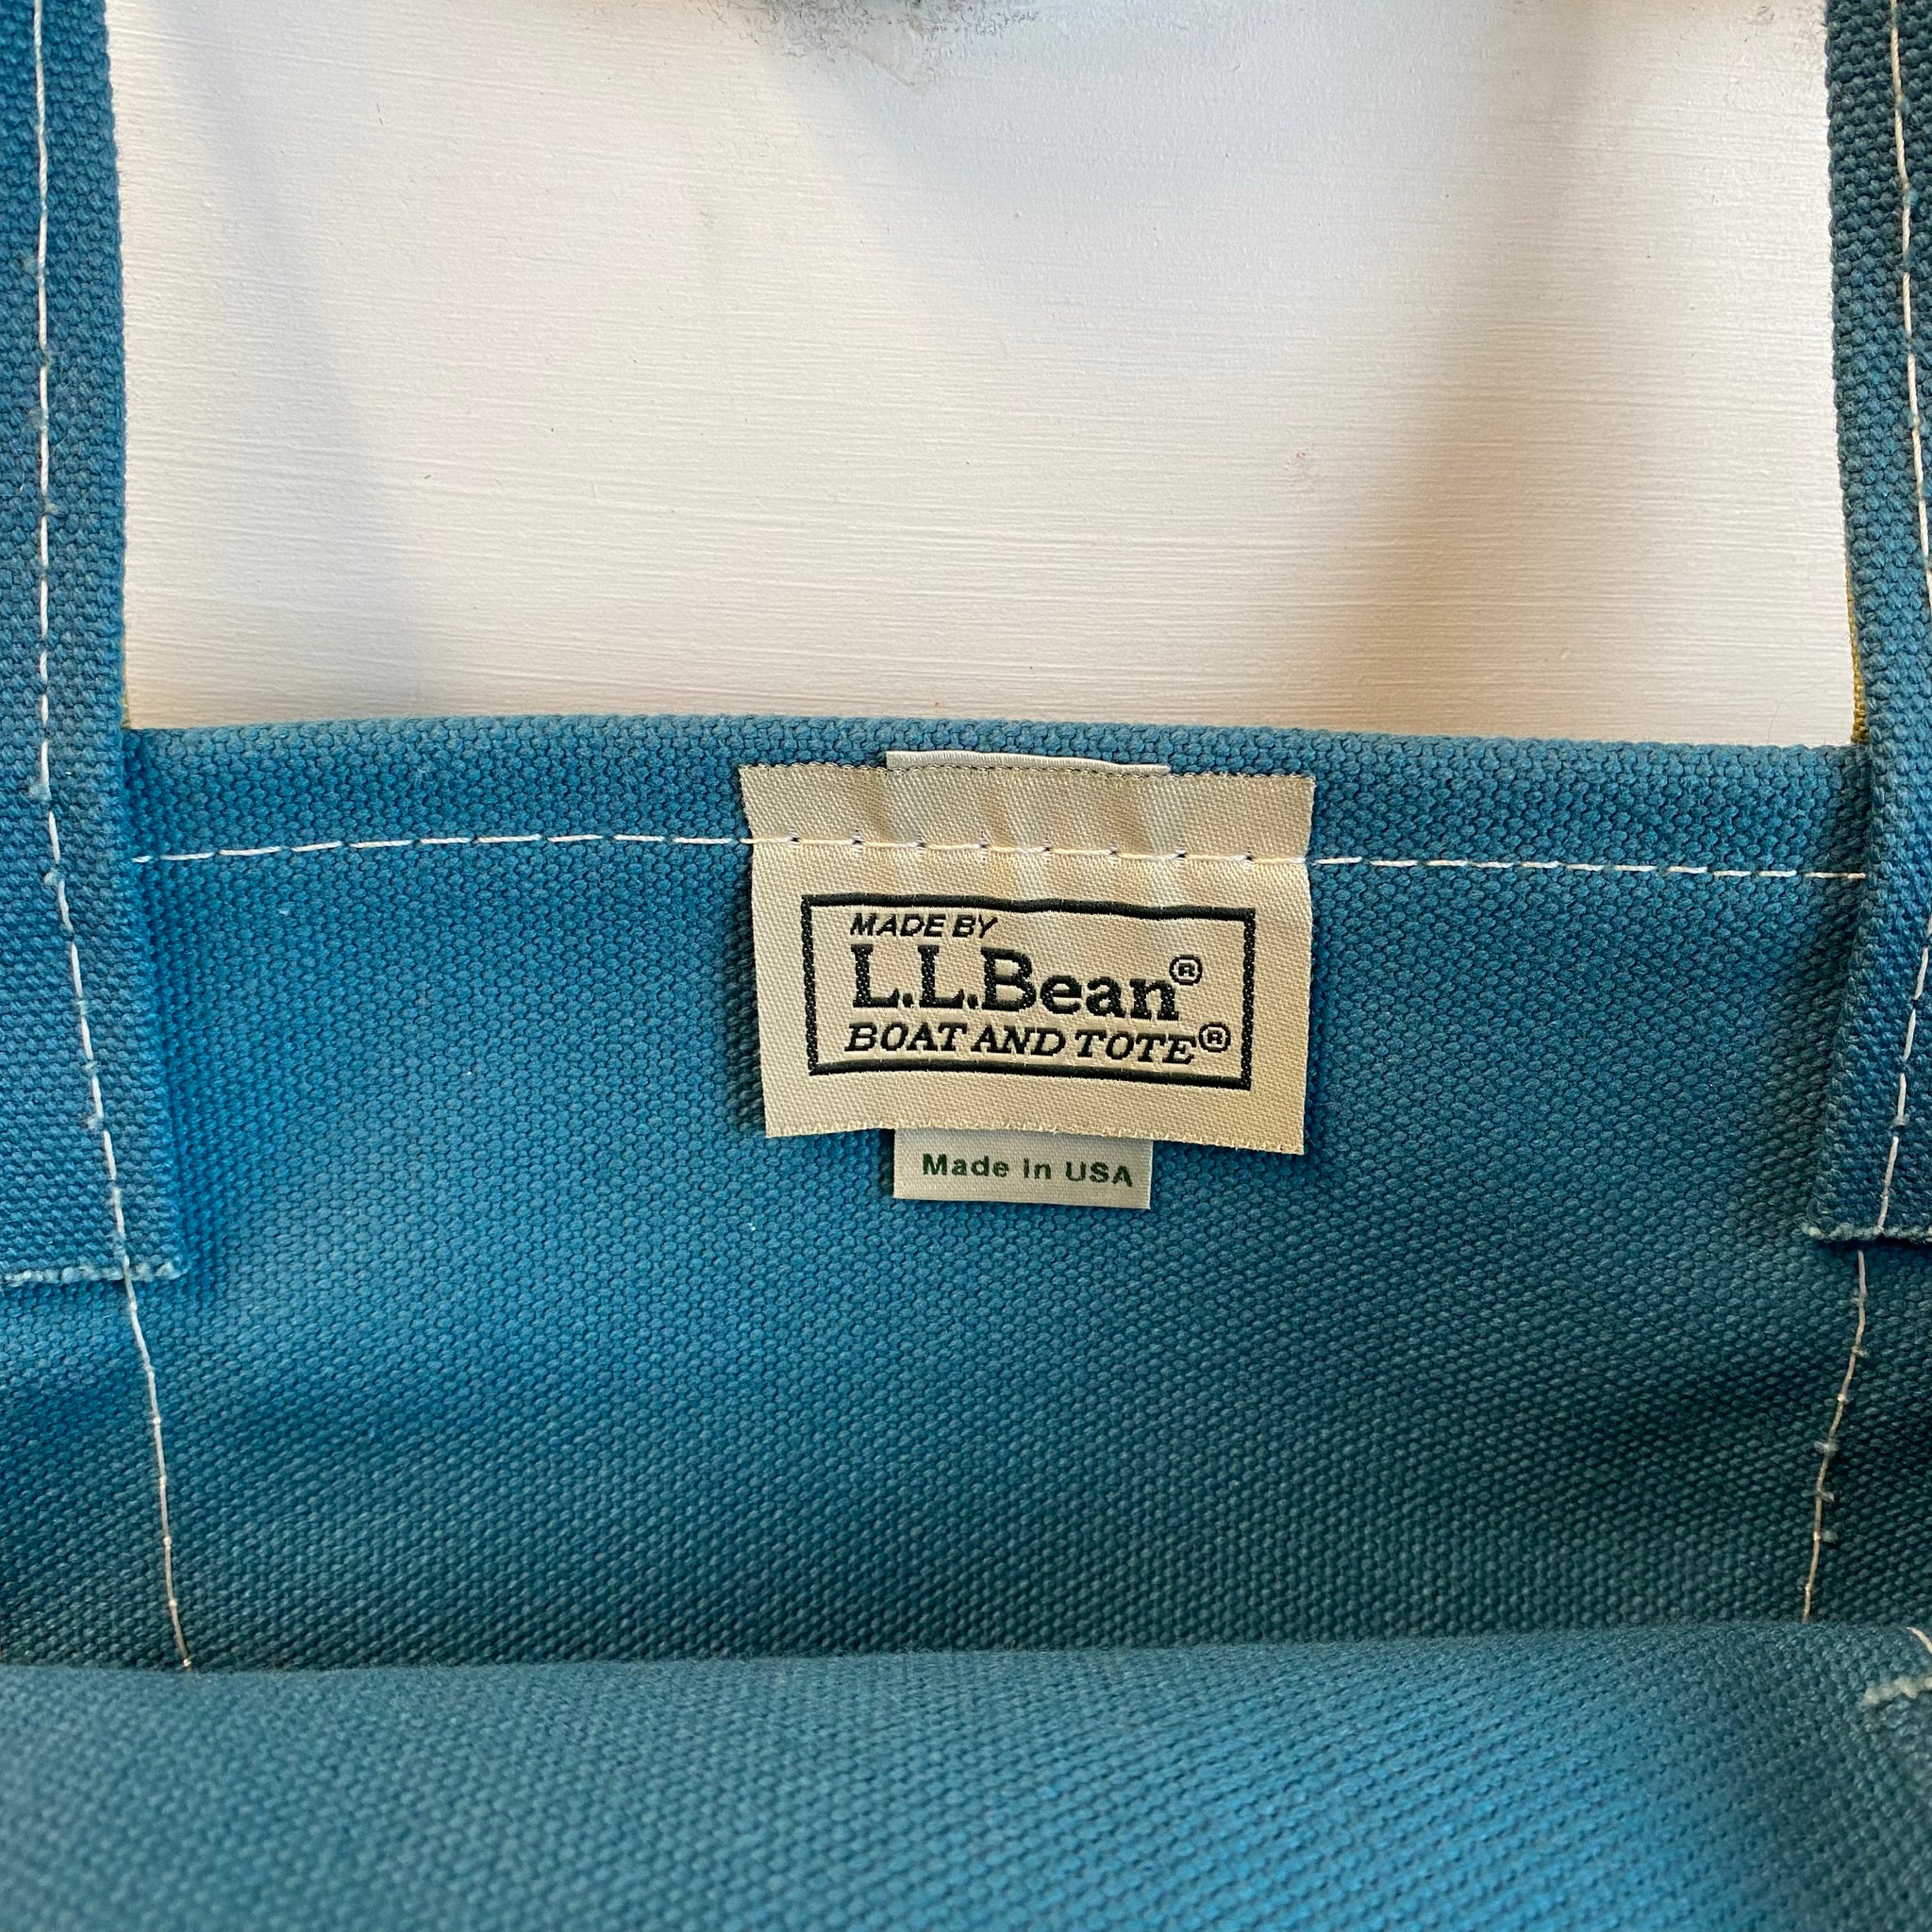 MADE BY
L.L.Bean®
BOAT AND TOTE®
Made In USA